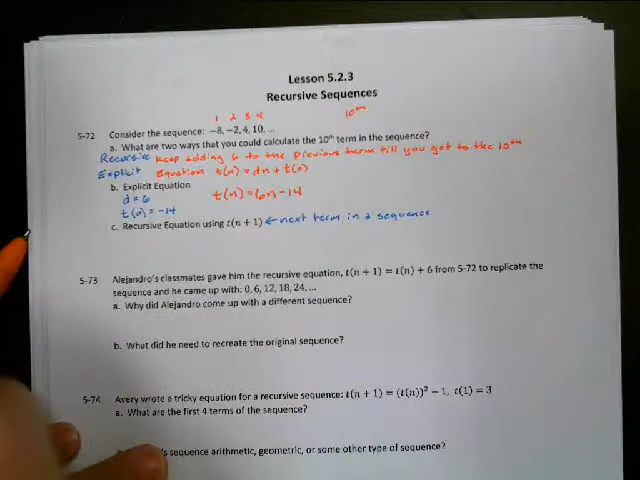 Lesson 5.2.3
Recursive Sequences
1 2 3 4 10th
5-72 Consider the sequence: −8, −2, 4, 10, ...
a. What are two ways that you could calculate the 10th term in the sequence?
Recursive keep adding 6 to the previous term till you get to the 10th
Explicit Equation t(n) = dn + t(0)
b. Explicit Equation
d = 6 t(n) = 6n - 14
t(0) = -14
c. Recursive Equation using t(n + 1) ← next term in a sequence
5-73 Alejandro's classmates gave him the recursive equation, t(n + 1) = t(n) + 6 from 5-72 to replicate the
sequence and he came up with: 0, 6, 12, 18, 24, ...
a. Why did Alejandro come up with a different sequence?
b. What did he need to recreate the original sequence?
5-74 Avery wrote a tricky equation for a recursive sequence: t(n + 1) = (t(n))² − 1, t(1) = 3
a. What are the first 4 terms of the sequence?
sequence arithmetic, geometric, or some other type of sequence?